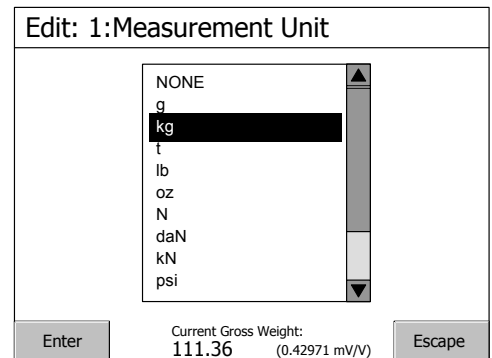 Edit: 1:Measurement Unit
NONE
g
kg
t
lb
oz
N
daN
kN
psi
Enter
Current Gross Weight:
111.36 (0.42971 mV/V)
Escape